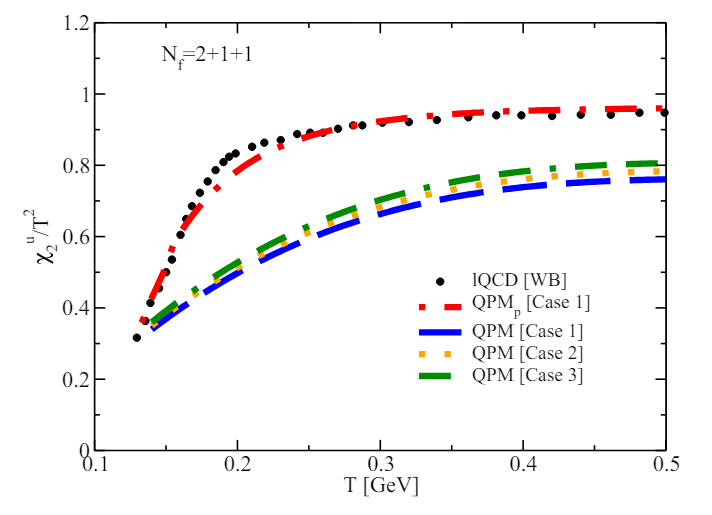 1.2
N_f=2+1+1
1
0.8
χ_2^u/T^2
0.6
lQCD [WB]
0.4
QPM_p [Case 1]
QPM [Case 1]
QPM [Case 2]
0.2
QPM [Case 3]
0
0.1
0.2
0.3
0.4
0.5
T [GeV]